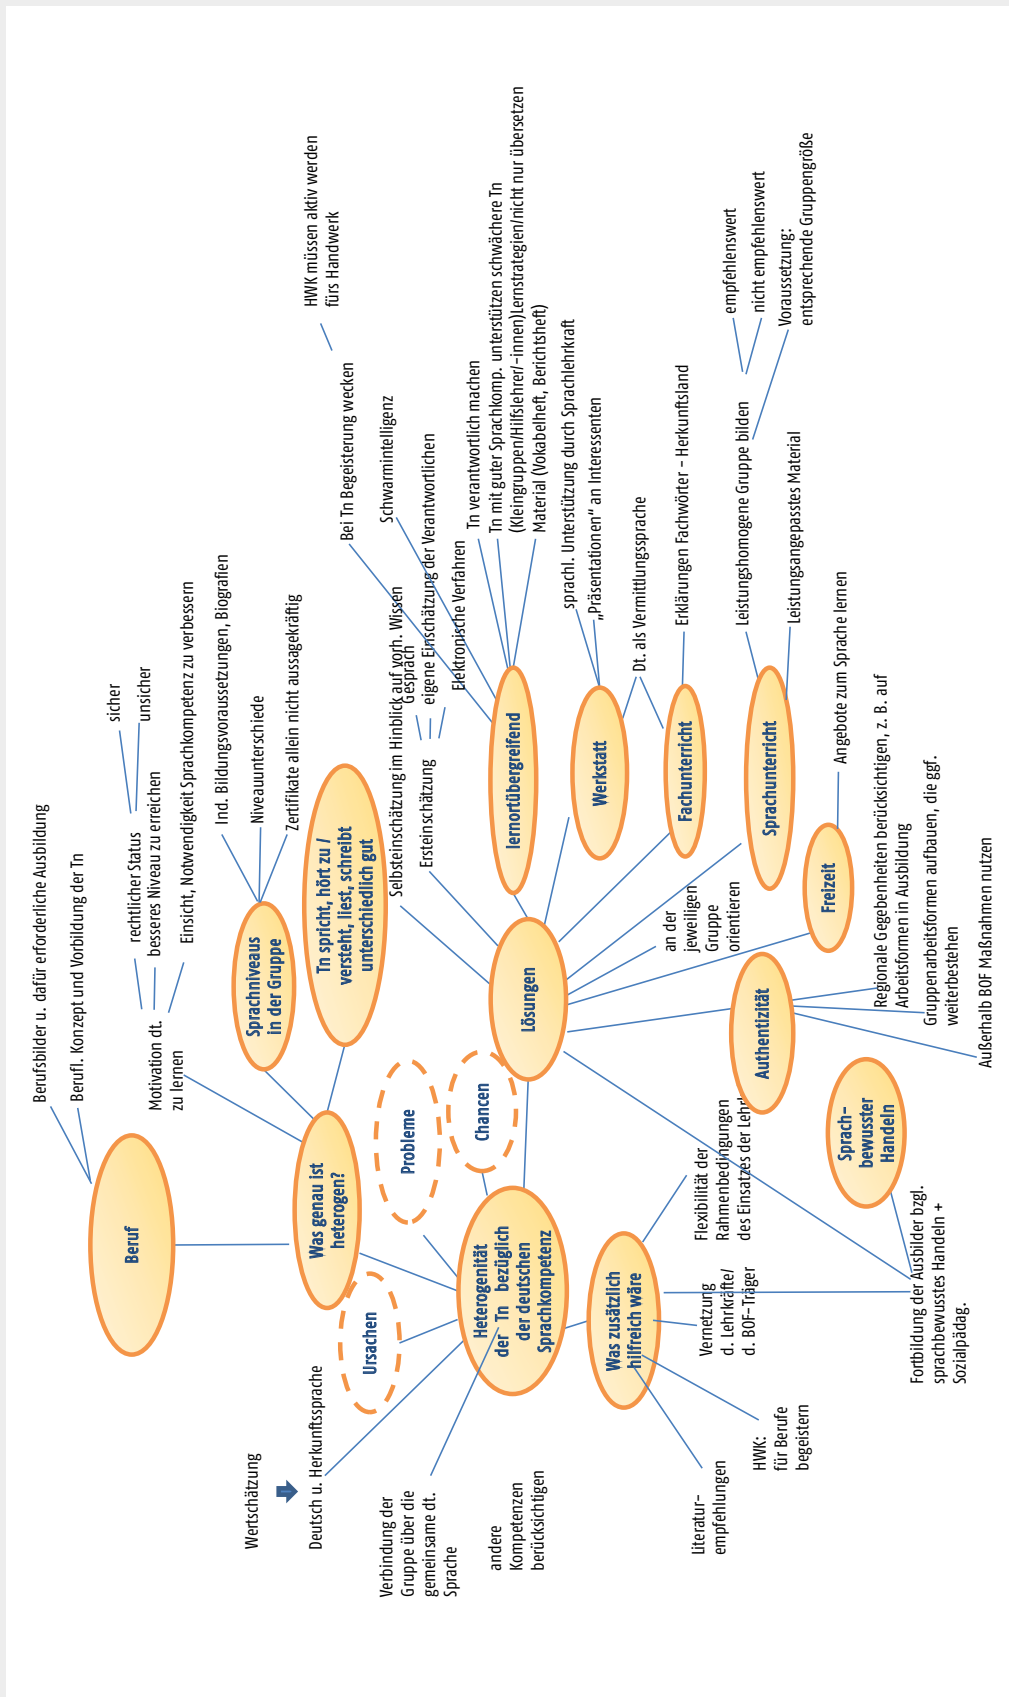 Berufsbilder u. dafür erforderliche Ausbildung
Berufl. Konzept und Vorbildung der Tn
Beruf
sicher
unsicher
rechtlicher Status
besseres Niveau zu erreichen
Einsicht, Notwendigkeit Sprachkompetenz zu verbessern
Motivation dt.
zu lernen
Ind. Bildungsvoraussetzungen, Biografien
Niveauunterschiede
Zertifikate allein nicht aussagekräftig
Sprachniveaus
in der Gruppe
Tn spricht, hört zu /
versteht, liest, schreibt
unterschiedlich gut
Was genau ist
heterogen?
Ursachen
Probleme
Chancen
Wertschätzung
Deutsch u. Herkunftssprache
Verbindung der
Gruppe über die
gemeinsame dt.
Sprache
andere
Kompetenzen
berücksichtigen
Heterogenität
der Tn bezüglich
der deutschen
Sprachkompetenz
Lösungen
Selbsteinschätzung im Hinblick auf vorh. Wissen
Ersteinschätzung
Gespräch
eigene Einschätzung der Verantwortlichen
Elektronische Verfahren
HWK müssen aktiv werden
fürs Handwerk
Bei Tn Begeisterung wecken
Schwarmintelligenz
Tn verantwortlich machen
Tn mit guter Sprachkomp. unterstützen schwächere Tn
(Kleingruppen/Hilfslehrer/-innen)Lernstrategien/nicht nur übersetzen
Material (Vokabelheft, Berichtsheft)
lernortübergreifend
sprachl. Unterstützung durch Sprachlehrkraft
„Präsentationen“ an Interessenten
Werkstatt
Dt. als Vermittlungssprache
Erklärungen Fachwörter – Herkunftsland
Fachunterricht
empfehlenswert
nicht empfehlenswert
Voraussetzung:
entsprechende Gruppengröße
Leistungshomogene Gruppe bilden
Leistungsangepasstes Material
Sprachunterricht
Angebote zum Sprache lernen
Freizeit
an der
jeweiligen
Gruppe
orientieren
Authentizität
Regionale Gegebenheiten berücksichtigen, z. B. auf
Arbeitsformen in Ausbildung
Gruppenarbeitsformen aufbauen, die ggf.
weiterbestehen
Außerhalb BOF Maßnahmen nutzen
Sprach-
bewusster
Handeln
Was zusätzlich
hilfreich wäre
Flexibilität der
Rahmenbedingungen
des Einsatzes der
Vernetzung
d. Lehrkräfte/
d. BOF-Träger
Fortbildung der Ausbilder bzgl.
sprachbewusstes Handeln +
Sozialpädag.
HWK:
für Berufe
begeistern
Literatur-
empfehlungen